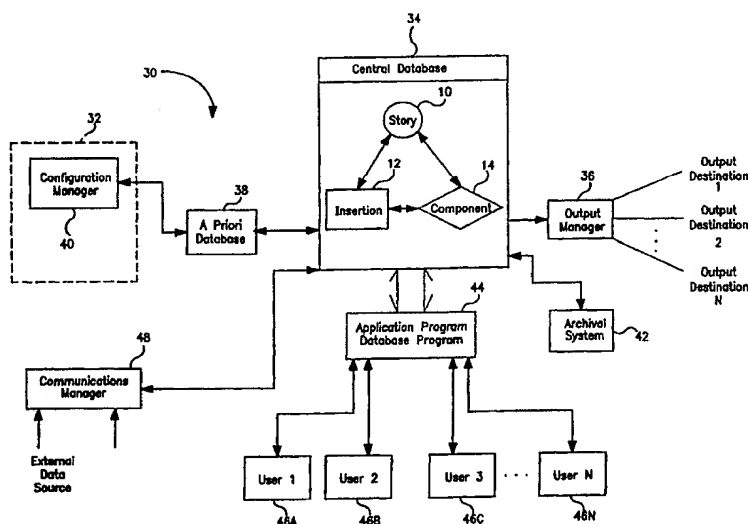 34
Central Database
30
10
Story
32
12
14
Configuration
Manager
40
38
A Priori
Database
Insertion
Component
36
Output
Manager
Output
Destination
1
Output
Destination
2
Output
Destination
N
44
Application Program
Database Program
Archival
System
42
48
Communications
Manager
External
Data
Source
User 1
User 2
User 3
User N
46A
46B
46C
46N